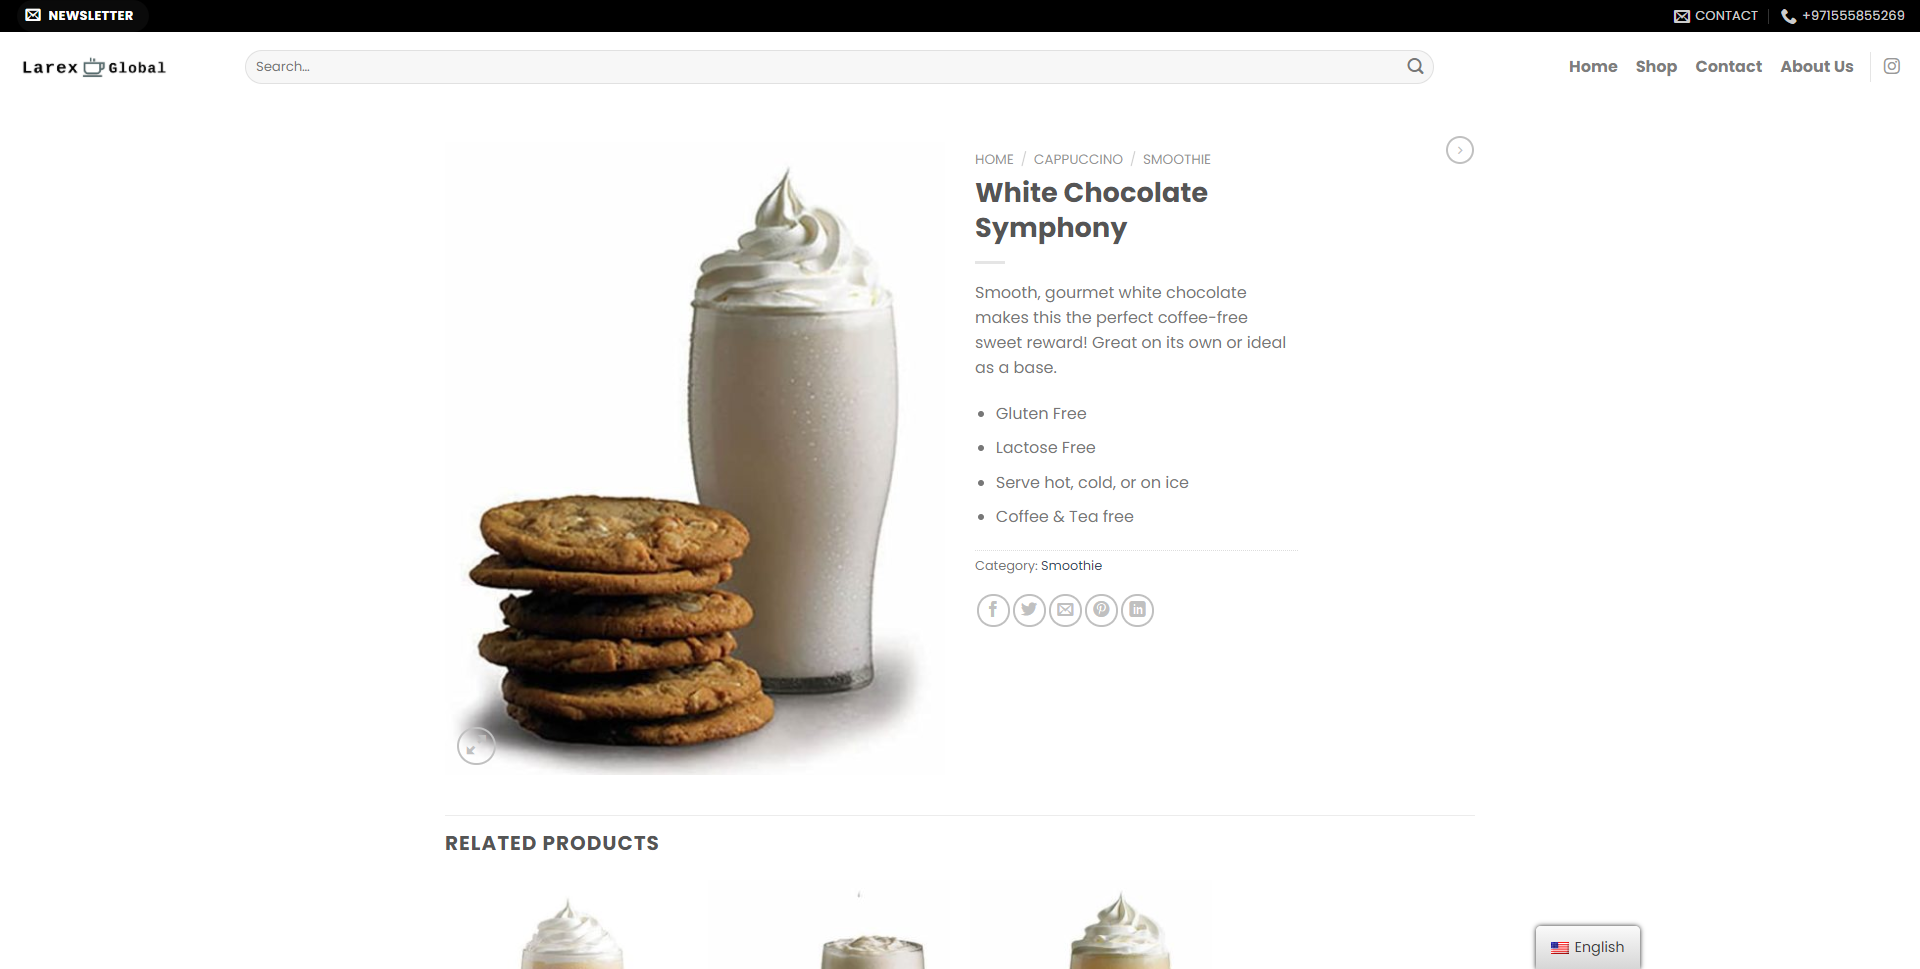 NEWSLETTER
CONTACT
+971555855269
Larex Global
Search...
Home
Shop
Contact
About Us
HOME / CAPPUCCINO / SMOOTHIE
White Chocolate
Symphony
Smooth, gourmet white chocolate
makes this the perfect coffee-free
sweet reward! Great on its own or ideal
as a base.
Gluten Free
Lactose Free
Serve hot, cold, or on ice
Coffee & Tea free
Category: Smoothie
RELATED PRODUCTS
English